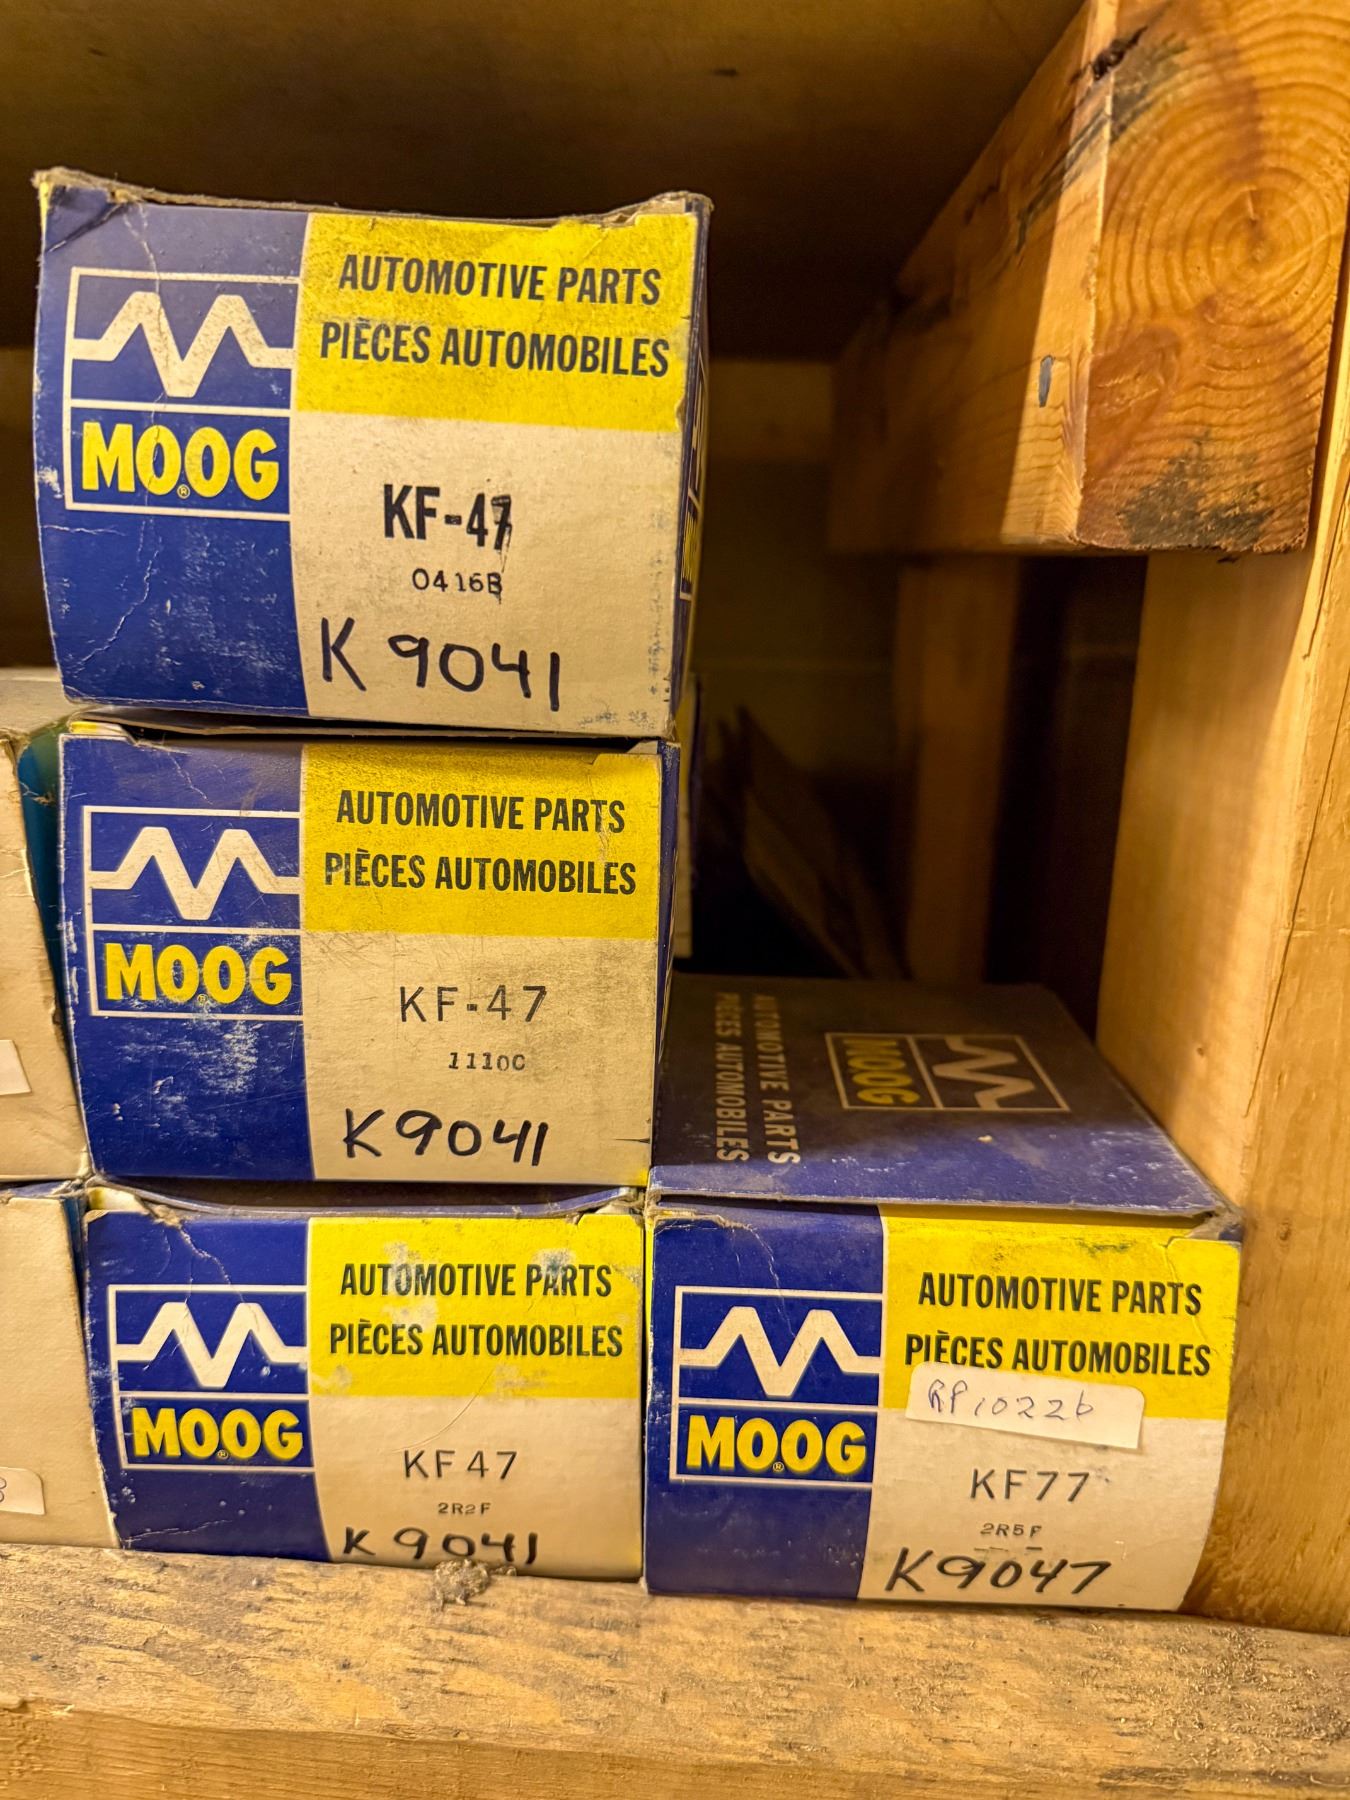 AUTOMOTIVE PARTS
PIÈCES AUTOMOBILES
MOOG®
KF-47
0416B
K9041
AUTOMOTIVE PARTS
PIÈCES AUTOMOBILES
MOOG®
KF-47
1110C
K9041
AUTOMOTIVE PARTS
PIÈCES AUTOMOBILES
MOOG
AUTOMOTIVE PARTS
PIÈCES AUTOMOBILES
MOOG®
KF47
2R2F
K9041
AUTOMOTIVE PARTS
PIÈCES AUTOMOBILES
RP10226
MOOG®
KF77
2R5F
K9047